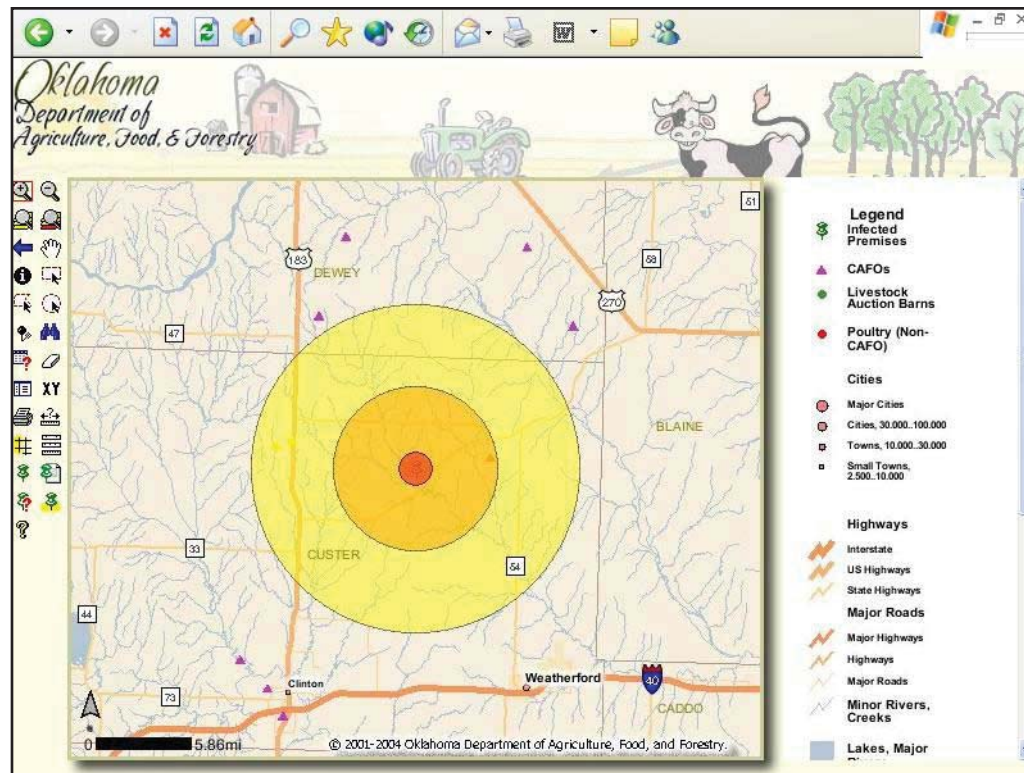 Oklahoma
Department of
Agriculture, Food, & Forestry
XY
51
183
DEWEY
58
270
47
BLAINE
33
CUSTER
54
44
73
Clinton
Weatherford
40
CADDO
0 5.86mi
© 2001-2004 Oklahoma Department of Agriculture, Food, and Forestry.
Legend
Infected
Premises
CAFOs
Livestock
Auction Barns
Poultry (Non-
CAFO)
Cities
Major Cities
Cities, 30.000..100.000
Towns, 10.000..30.000
Small Towns,
2.500..10.000
Highways
Interstate
US Highways
State Highways
Major Roads
Major Highways
Highways
Major Roads
Minor Rivers,
Creeks
Lakes, Major